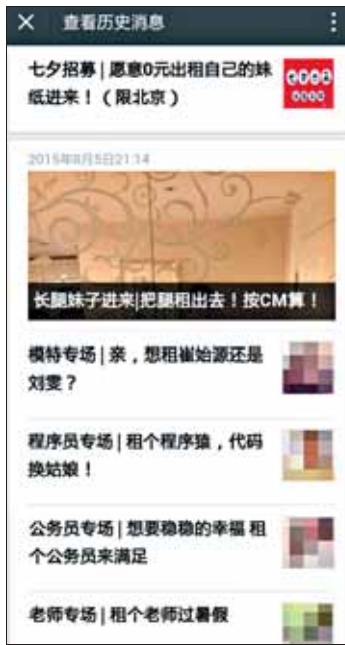 查看历史消息
七夕招募 | 愿意0元出租自己的妹
纸进来！（限北京）
2015年8月5日21:14
长腿妹子进来|把腿租出去！按CM算！
模特专场 | 亲，想租崔始源还是
刘雯？
程序员专场 | 租个程序猿，代码
换姑娘！
公务员专场 | 想要稳稳的幸福 租
个公务员来满足
老师专场 | 租个老师过暑假